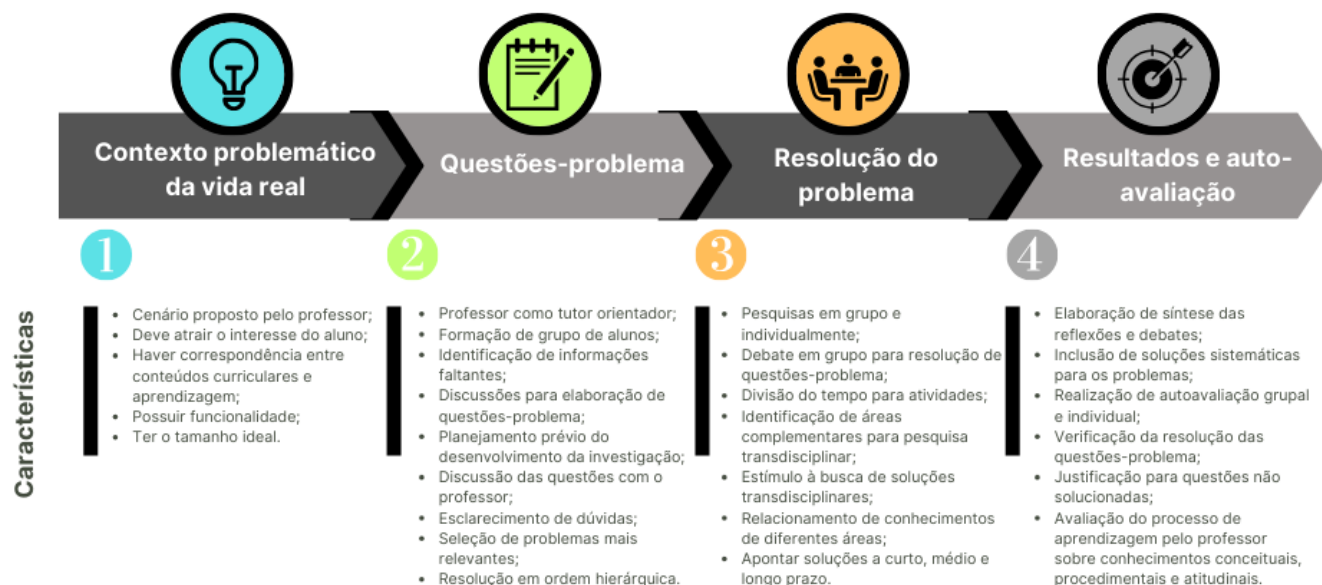 Contexto problemático
da vida real
Questões-problema
Resolução do
problema
Resultados e auto-
avaliação
1
2
3
4
Características
• Cenário proposto pelo professor;
• Deve atrair o interesse do aluno;
• Haver correspondência entre
conteúdos curriculares e
aprendizagem;
• Possuir funcionalidade;
• Ter o tamanho ideal.
• Professor como tutor orientador;
• Formação de grupo de alunos;
• Identificação de informações
faltantes;
• Discussões para elaboração de
questões-problema;
• Planejamento prévio do
desenvolvimento da investigação;
• Discussão das questões com o
professor;
• Esclarecimento de dúvidas;
• Seleção de problemas mais
relevantes;
• Resolução em ordem hierárquica.
• Pesquisas em grupo e
individualmente;
• Debate em grupo para resolução de
questões-problema;
• Divisão do tempo para atividades;
• Identificação de áreas
complementares para pesquisa
transdisciplinar;
• Estímulo à busca de soluções
transdisciplinares;
• Relacionamento de conhecimentos
de diferentes áreas;
• Apontar soluções a curto, médio e
longo prazo.
• Elaboração de síntese das
reflexões e debates;
• Inclusão de soluções sistemáticas
para os problemas;
• Realização de autoavaliação grupal
e individual;
• Verificação da resolução das
questões-problema;
• Justificação para questões não
solucionadas;
• Avaliação do processo de
aprendizagem pelo professor
sobre conhecimentos conceituais,
procedimentais e atitudinais.